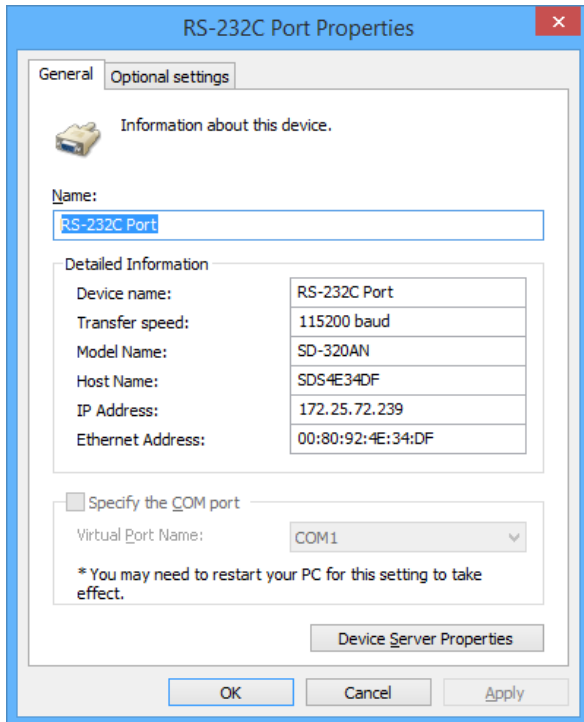 RS-232C Port Properties
General
Optional settings
Information about this device.
Name:
RS-232C Port
Detailed Information
Device name: RS-232C Port
Transfer speed: 115200 baud
Model Name: SD-320AN
Host Name: SDS4E34DF
IP Address: 172.25.72.239
Ethernet Address: 00:80:92:4E:34:DF
Specify the COM port
Virtual Port Name: COM1
* You may need to restart your PC for this setting to take
effect.
Device Server Properties
OK
Cancel
Apply